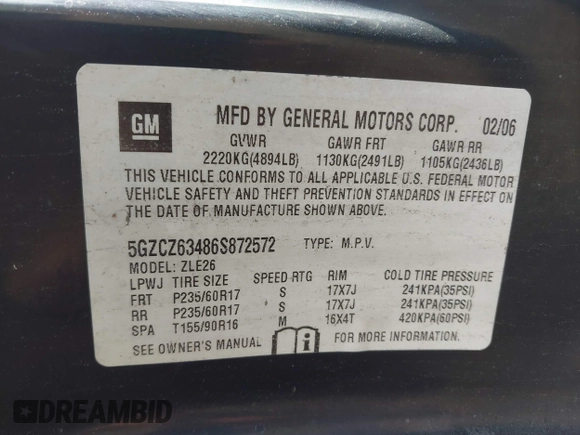 GM
MFD BY GENERAL MOTORS CORP. 02/06
GVWR GAWR FRT GAWR RR
2220KG(4894LB) 1130KG(2491LB) 1105KG(2436LB)
THIS VEHICLE CONFORMS TO ALL APPLICABLE U.S. FEDERAL MOTOR
VEHICLE SAFETY AND THEFT PREVENTION STANDARDS IN EFFECT ON
THE DATE OF MANUFACTURE SHOWN ABOVE.
5GZCZ63486S872572 TYPE: M.P.V.
MODEL: ZLE26
LPWJ TIRE SIZE SPEED RTG RIM COLD TIRE PRESSURE
FRT P235/60R17 S 17X7J 241KPA(35PSI)
RR P235/60R17 S 17X7J 241KPA(35PSI)
SPA T155/90R16 M 16X4T 420KPA(60PSI)
SEE OWNER'S MANUAL FOR MORE INFORMATION.
DREAMBID